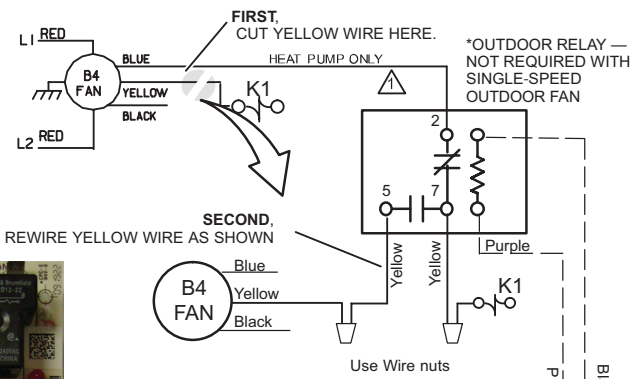 FIRST,
CUT YELLOW WIRE HERE.
L1 RED
BLUE
HEAT PUMP ONLY
*OUTDOOR RELAY —
NOT REQUIRED WITH
SINGLE-SPEED
OUTDOOR FAN
1
B4
FAN
YELLOW
K1
BLACK
L2 RED
2
5
7
SECOND,
REWIRE YELLOW WIRE AS SHOWN
Purple
Yellow
Yellow
Blue
B4
FAN
Yellow
Black
K1
Use Wire nuts